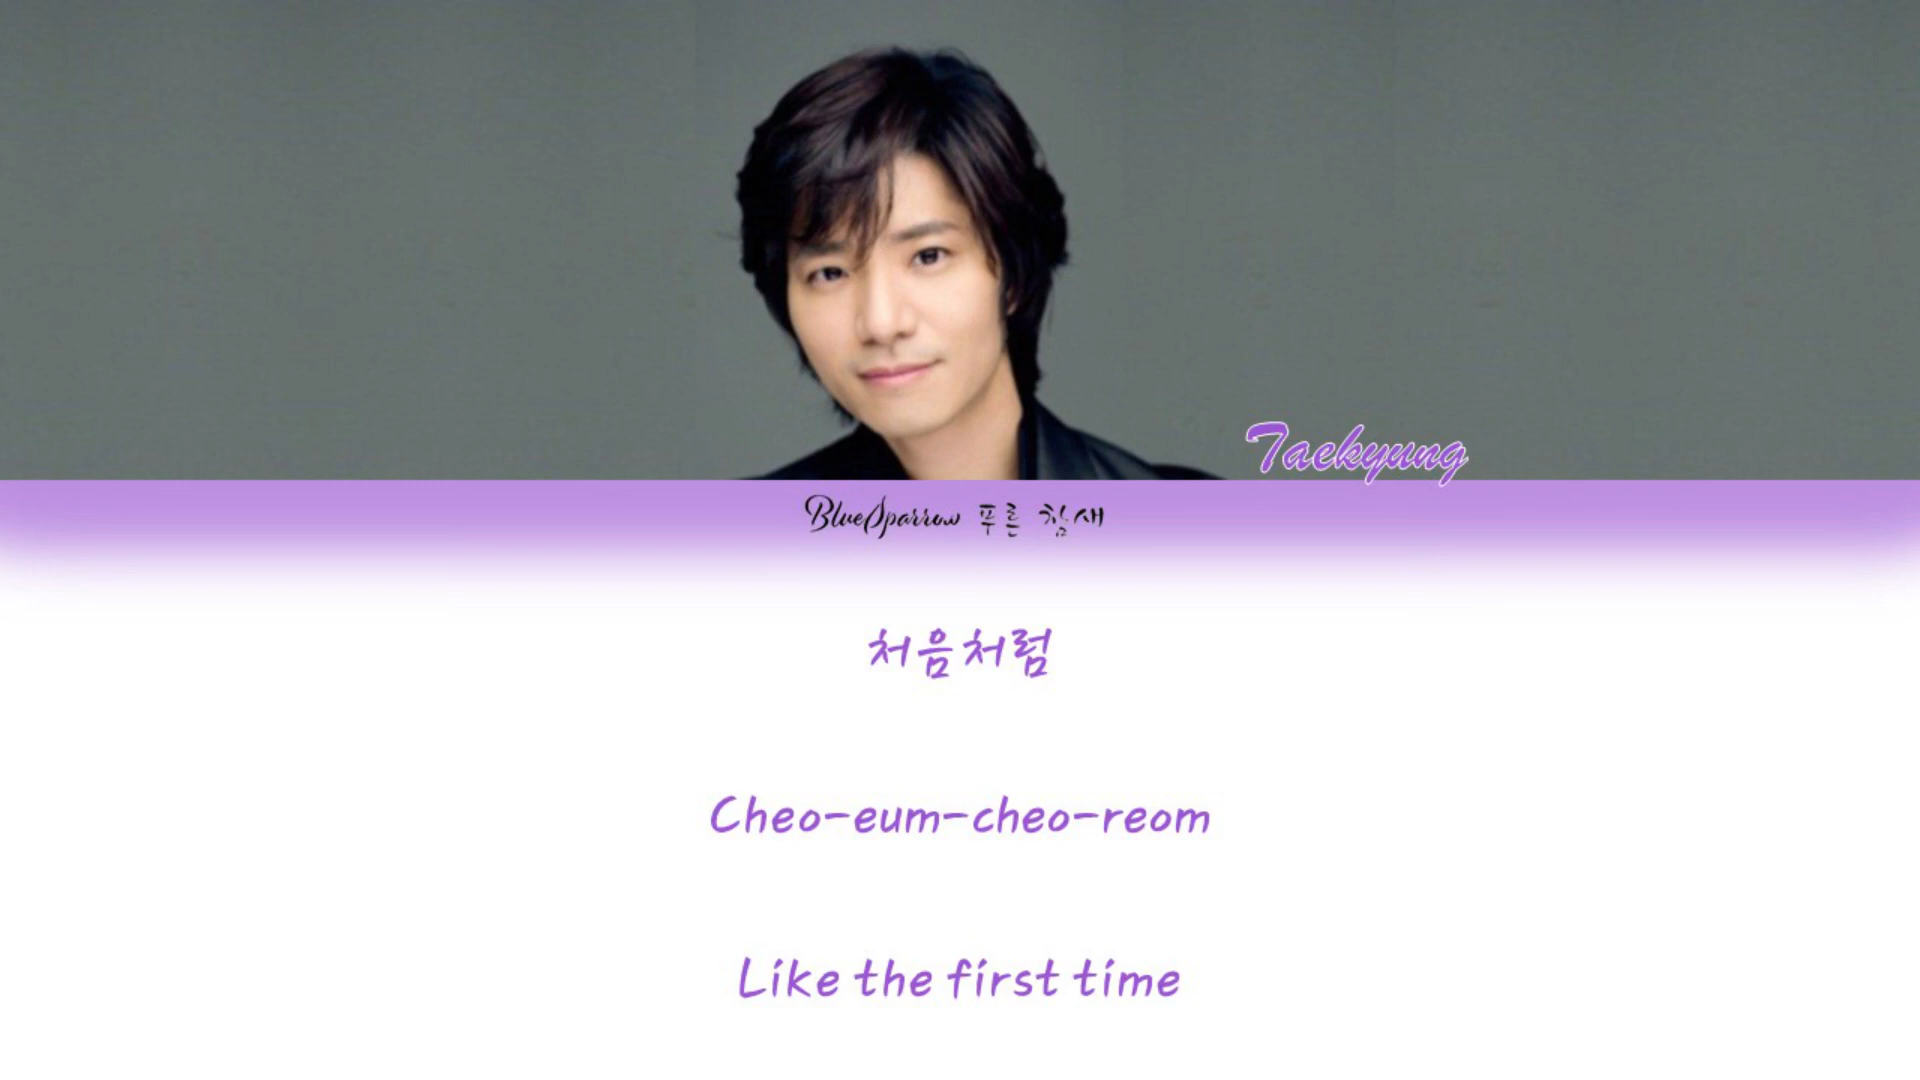 Taekyung
BlueSparrow 푸른 참새
처음처럼
Cheo-eum-cheo-reom
Like the first time